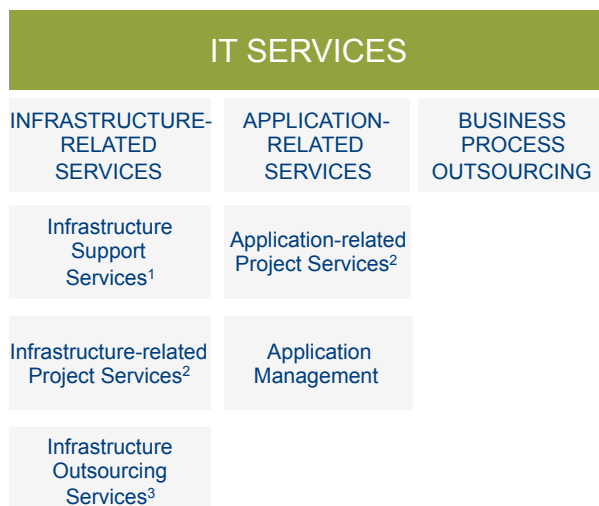 IT SERVICES
INFRASTRUCTURE-
RELATED
SERVICES
APPLICATION-
RELATED
SERVICES
BUSINESS
PROCESS
OUTSOURCING
Infrastructure
Support
Services¹
Application-related
Project Services²
Infrastructure-related
Project Services²
Application
Management
Infrastructure
Outsourcing
Services³